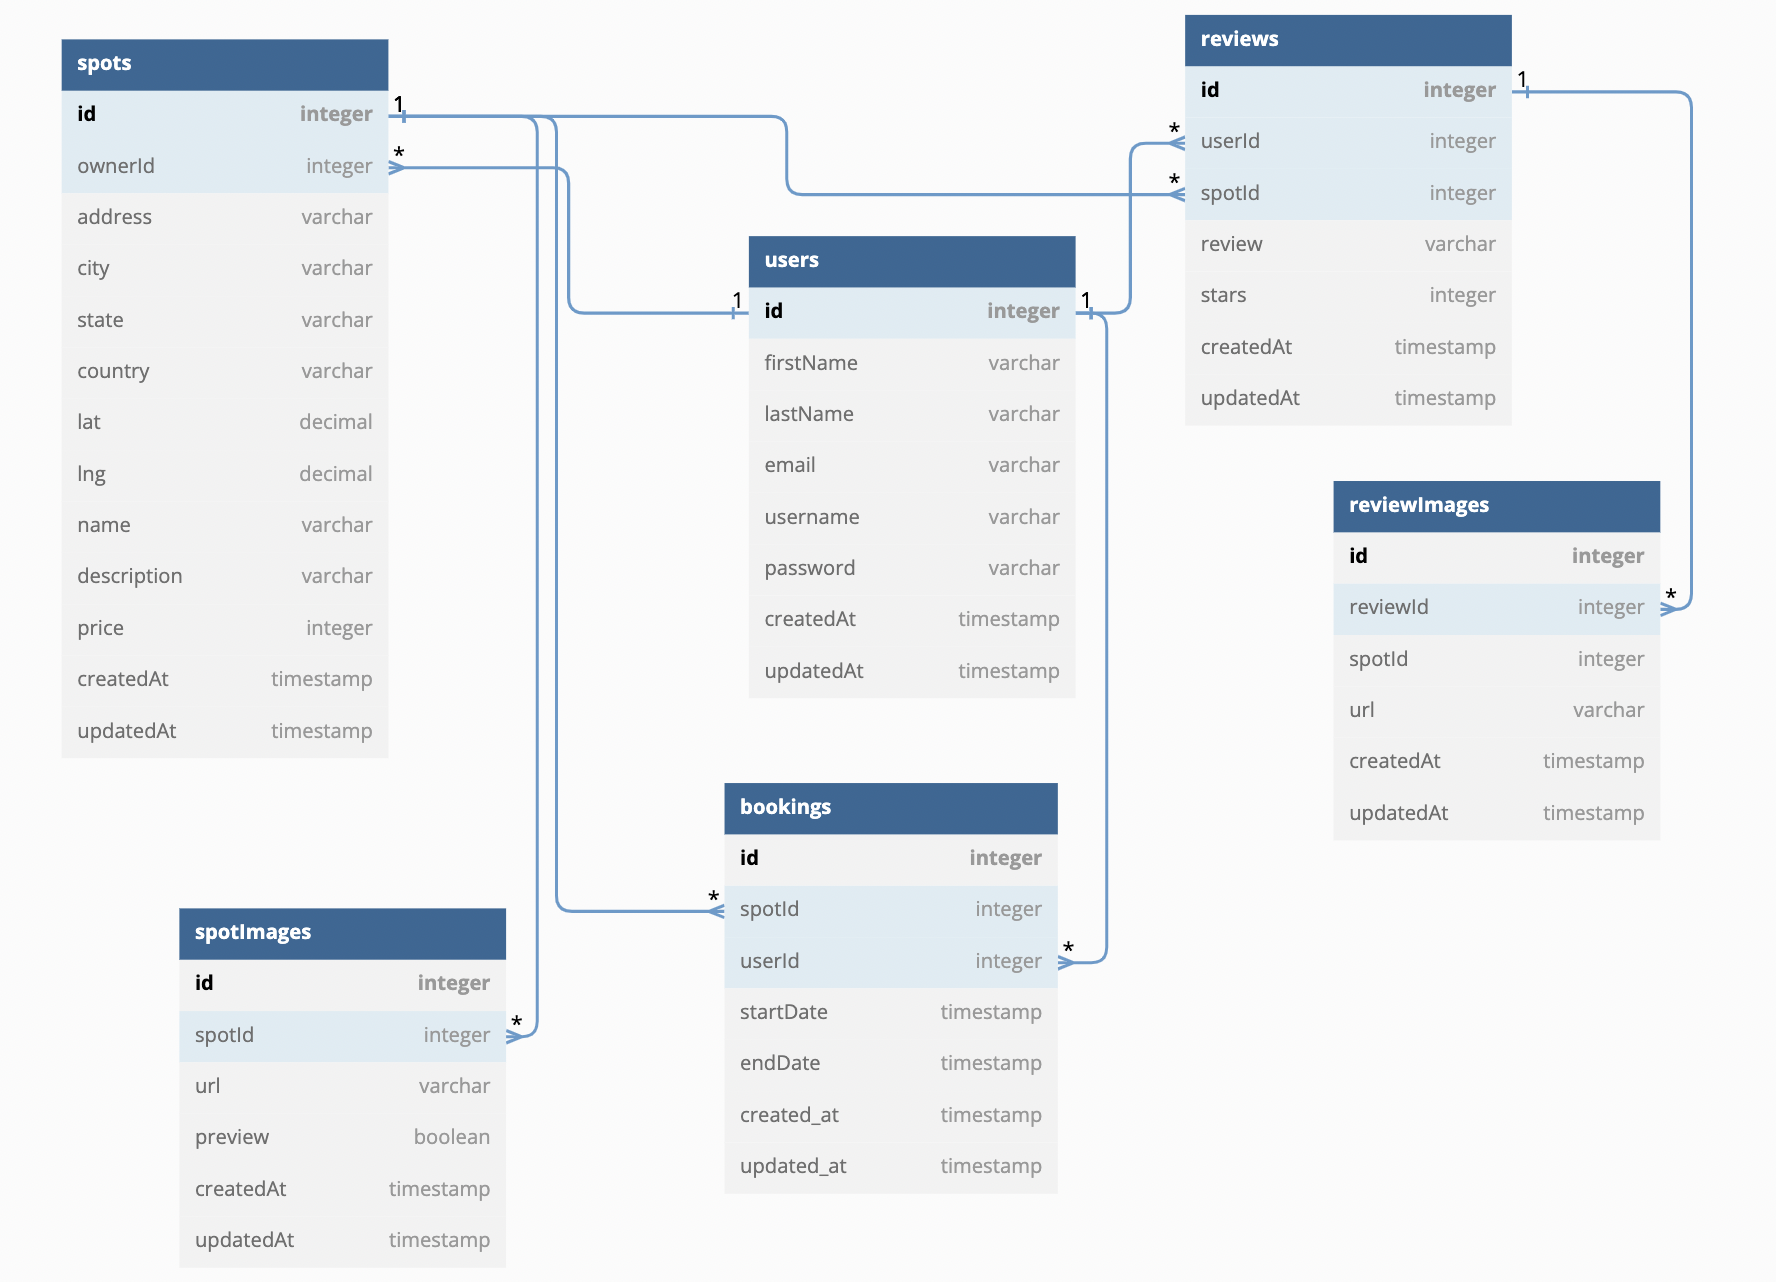 spots
id integer 1
ownerId integer *
address varchar
city varchar
state varchar
country varchar
lat decimal
lng decimal
name varchar
description varchar
price integer
createdAt timestamp
updatedAt timestamp
users
1 id integer 1
firstName varchar
lastName varchar
email varchar
username varchar
password varchar
createdAt timestamp
updatedAt timestamp
reviews
id integer 1
* userId integer
* spotId integer
review varchar
stars integer
createdAt timestamp
updatedAt timestamp
reviewImages
id integer
reviewId integer *
spotId integer
url varchar
createdAt timestamp
updatedAt timestamp
bookings
id integer
* spotId integer
userId integer *
startDate timestamp
endDate timestamp
created_at timestamp
updated_at timestamp
spotImages
id integer
spotId integer *
url varchar
preview boolean
createdAt timestamp
updatedAt timestamp